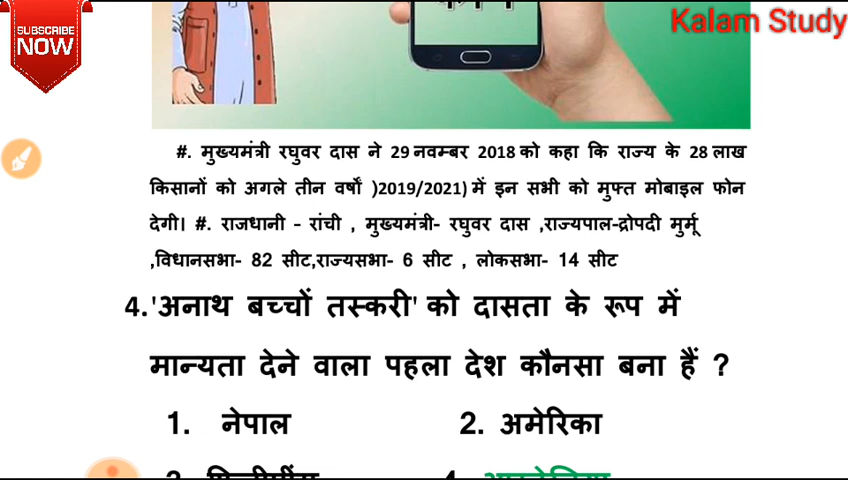 SUBSCRIBE
NOW
Kalam Study
#. मुख्यमंत्री रघुवर दास ने 29 नवम्बर 2018 को कहा कि राज्य के 28 लाख
किसानों को अगले तीन वर्षों )2019/2021) में इन सभी को मुफ्त मोबाइल फोन
देगी। #. राजधानी – रांची , मुख्यमंत्री- रघुवर दास ,राज्यपाल-द्रोपदी मुर्मू
,विधानसभा- 82 सीट,राज्यसभा- 6 सीट , लोकसभा- 14 सीट
4.'अनाथ बच्चों तस्करी' को दासता के रूप में
मान्यता देने वाला पहला देश कौनसा बना हैं ?
1. नेपाल 2. अमेरिका